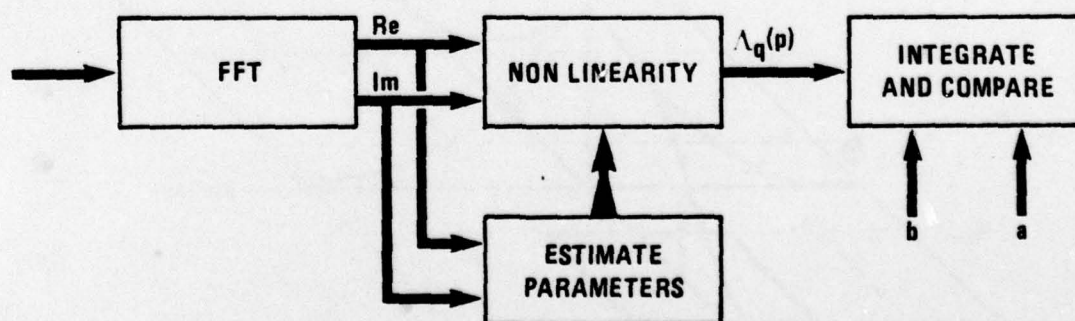 Re
FFT
Im
NON LINEARITY
Λq(p)
INTEGRATE
AND COMPARE
b
a
ESTIMATE
PARAMETERS